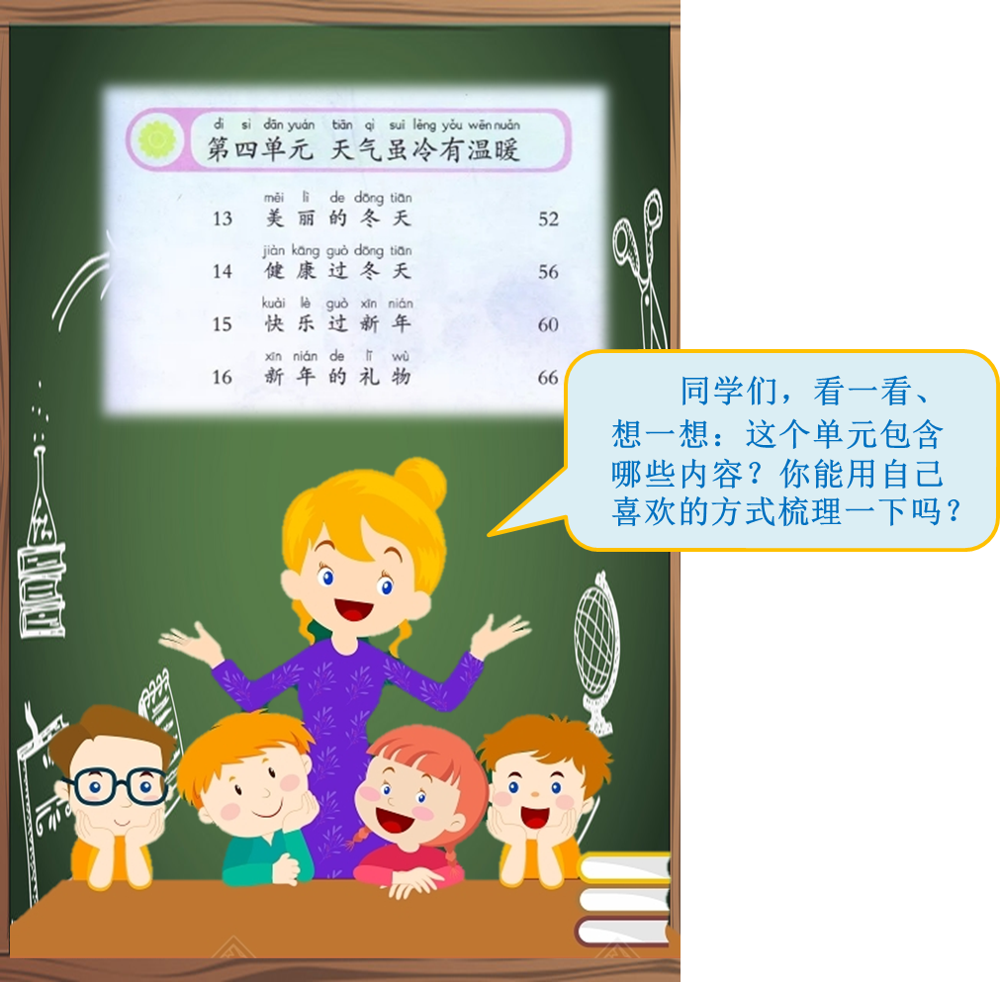 dì sì dān yuán tiān qì suī lěng yǒu wēn nuǎn
第四单元 天气虽冷有温暖
měi lì de dōng tiān
13 美丽的冬天 52
jiàn kāng guò dōng tiān
14 健康过冬天 56
kuài lè guò xīn nián
15 快乐过新年 60
xīn nián de lǐ wù
16 新年的礼物 66
同学们，看一看、
想一想：这个单元包含
哪些内容？你能用自己
喜欢的方式梳理一下吗？